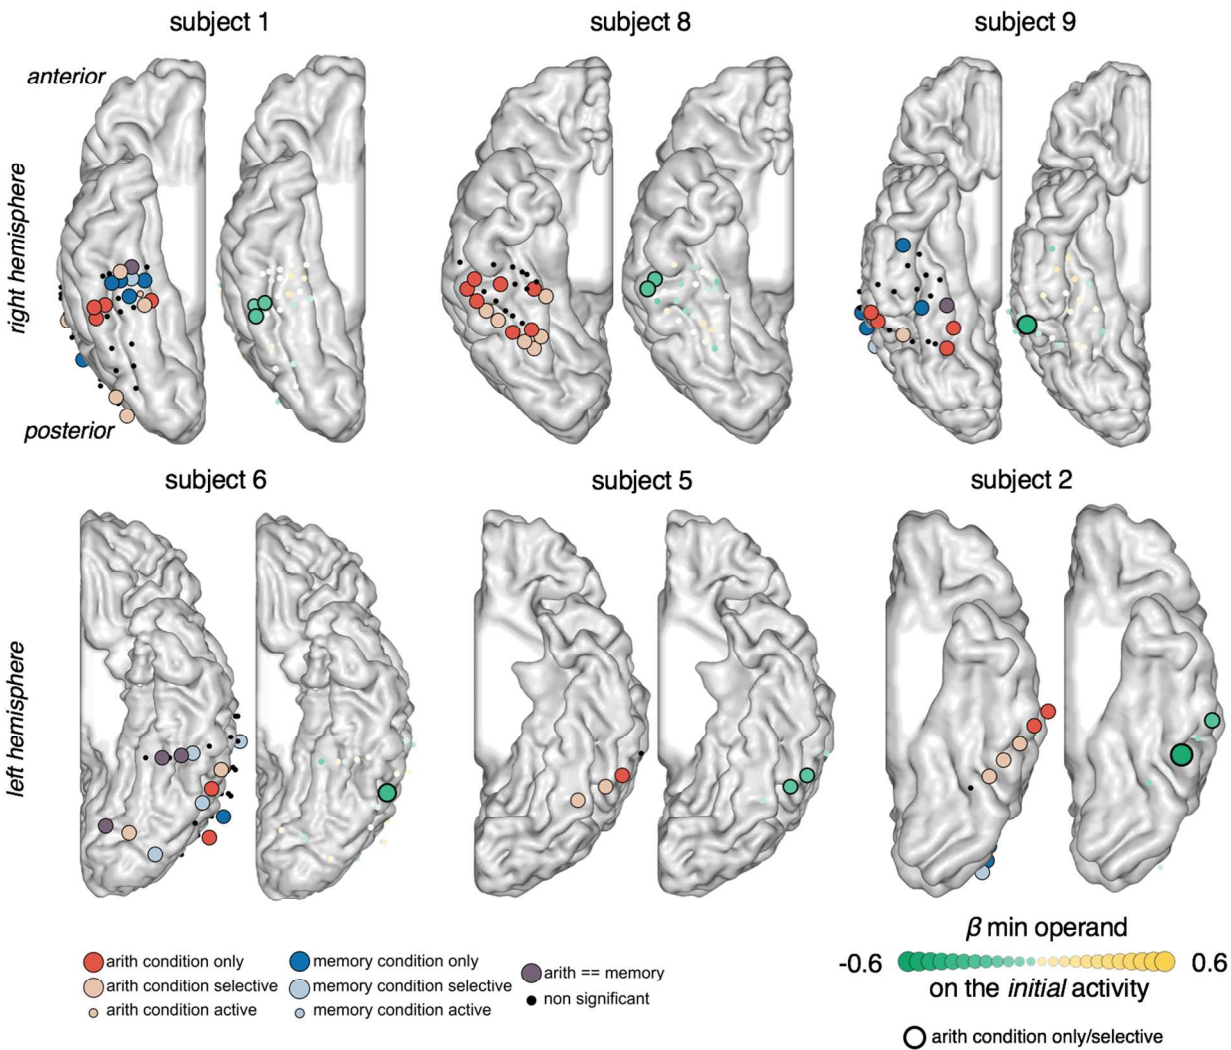 subject 1
subject 8
subject 9
anterior
right hemisphere
posterior
subject 6
subject 5
subject 2
left hemisphere
β min operand
-0.6
0.6
on the initial activity
arith condition only/selective
arith condition only
memory condition only
arith == memory
arith condition selective
memory condition selective
non significant
arith condition active
memory condition active